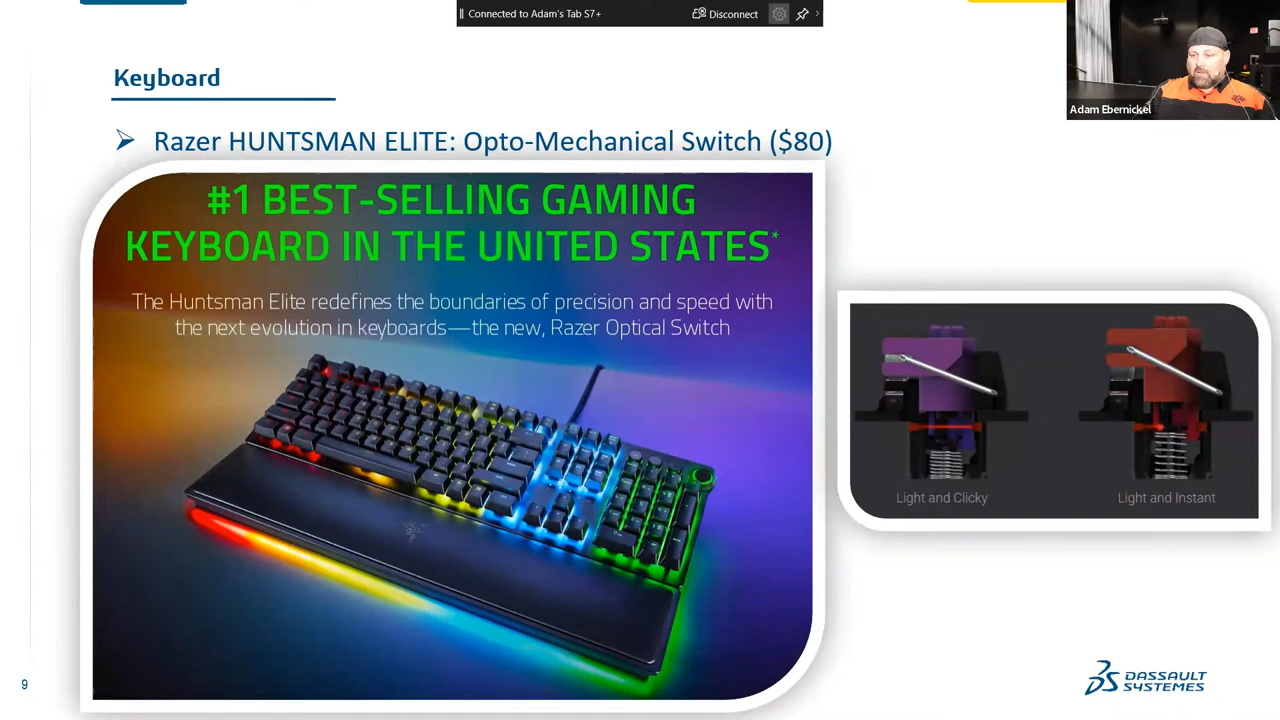 Connected to Adam's Tab S7+
Disconnect
Adam Ebernickel
Keyboard
Razer HUNTSMAN ELITE: Opto-Mechanical Switch ($80)
#1 BEST-SELLING GAMING
KEYBOARD IN THE UNITED STATES*
The Huntsman Elite redefines the boundaries of precision and speed with
the next evolution in keyboards—the new, Razer Optical Switch
Light and Clicky
Light and Instant
9
DASSAULT
SYSTEMES